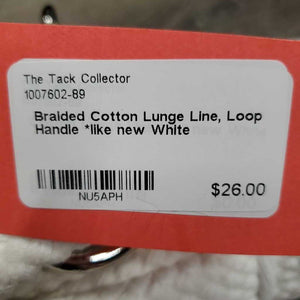 The Tack Collector
1007602-89
Braided Cotton Lunge Line, Loop
Handle *like new White
NU5APH
$26.00